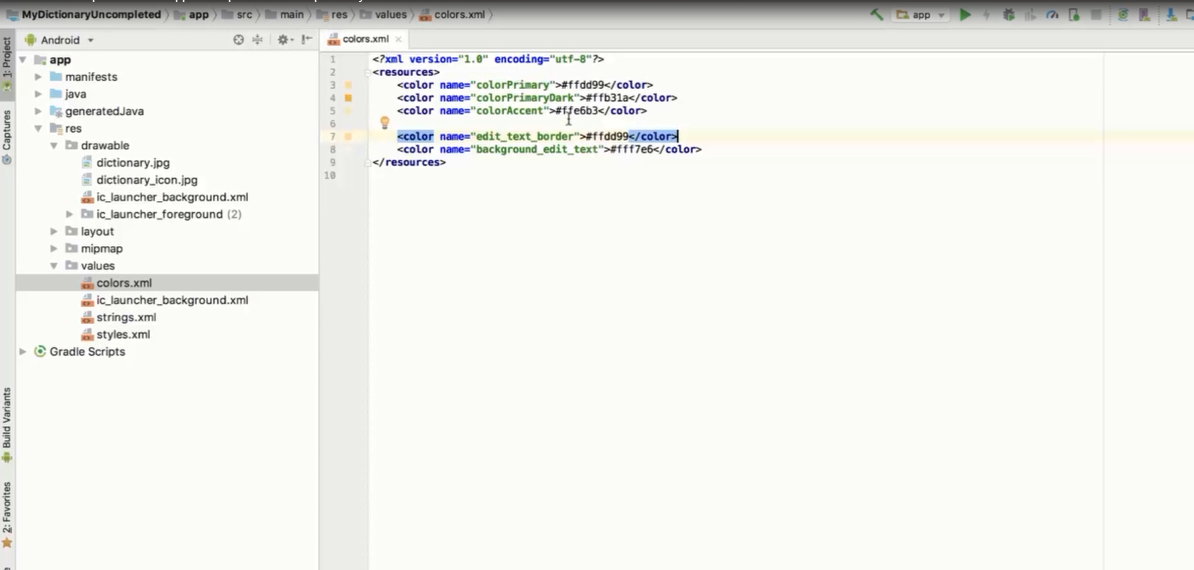 MyDictionaryUncompleted app src main res values colors.xml
app
Android
colors.xml
1: Project
Captures
Build Variants
2: Favorites
app
manifests
java
generatedJava
res
drawable
dictionary.jpg
dictionary_icon.jpg
ic_launcher_background.xml
ic_launcher_foreground (2)
layout
mipmap
values
colors.xml
ic_launcher_background.xml
strings.xml
styles.xml
Gradle Scripts
1 <?xml version="1.0" encoding="utf-8"?>
2 <resources>
3 <color name="colorPrimary">#ffdd99</color>
4 <color name="colorPrimaryDark">#ffb31a</color>
5 <color name="colorAccent">#ffe6b3</color>
6
7 <color name="edit_text_border">#ffdd99</color>
8 <color name="background_edit_text">#fff7e6</color>
9 </resources>
10